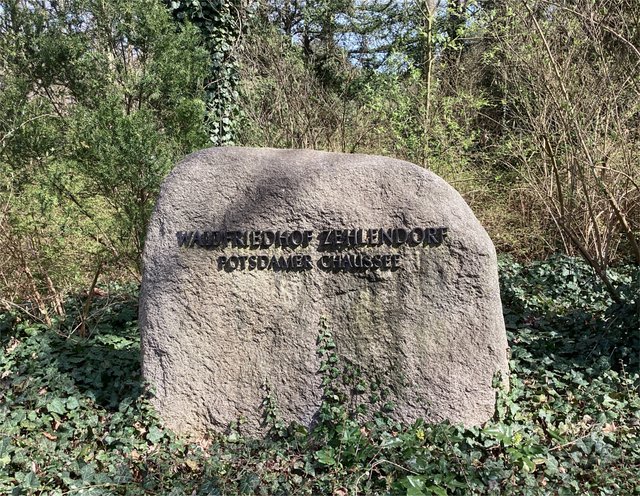 WALDFRIEDHOF ZEHLENDORF
POTSDAMER CHAUSSEE